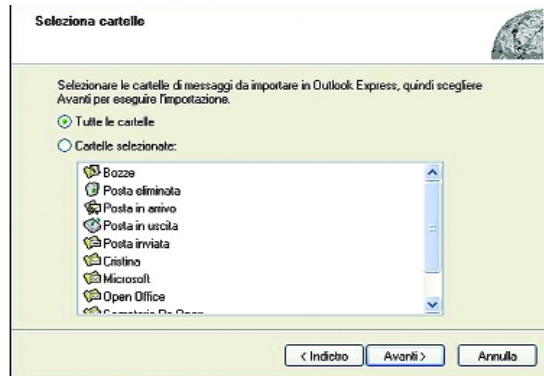 Seleziona cartelle
Selezionare le cartelle di messaggi da importare in Outlook Express, quindi scegliere
Avanti per eseguire l'importazione.
Tutte le cartelle
Cartelle selezionate:
Bozze
Posta eliminata
Posta in arrivo
Posta in uscita
Posta inviata
Cristina
Microsoft
Open Office
< Indietro
Avanti >
Annulla